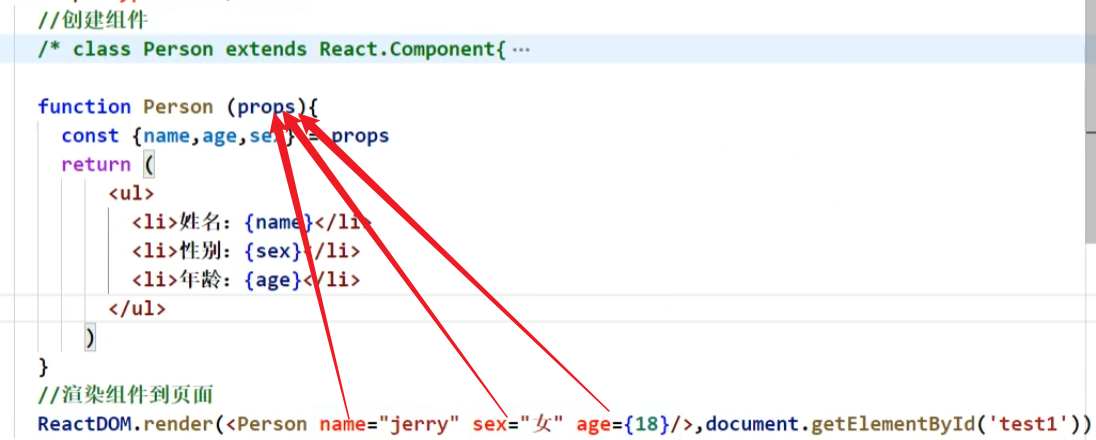 //创建组件
/* class Person extends React.Component{ ···
function Person (props){
const {name,age,sex} = props
return (
<ul>
<li>姓名: {name}</li>
<li>性别: {sex}</li>
<li>年龄: {age}</li>
</ul>
)
}
//渲染组件到页面
ReactDOM.render(<Person name="jerry" sex="女" age={18}/>,document.getElementById('test1'))